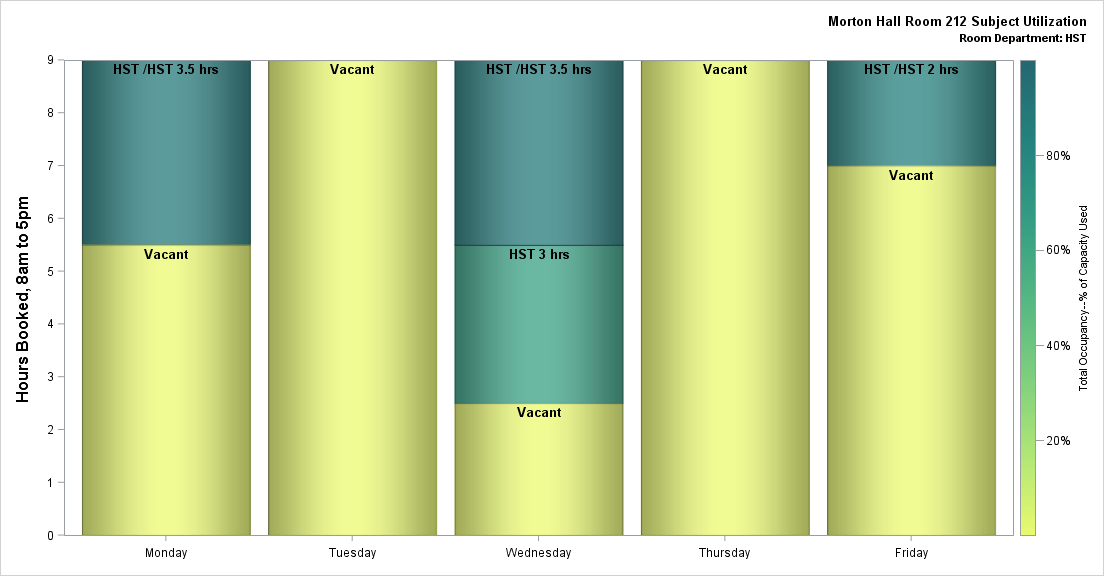 Morton Hall Room 212 Subject Utilization
Room Department: HST
Hours Booked, 8am to 5pm
9
8
7
6
5
4
3
2
1
0
HST /HST 3.5 hrs
Vacant
Vacant
HST /HST 3.5 hrs
HST 3 hrs
Vacant
Vacant
HST /HST 2 hrs
Vacant
Monday
Tuesday
Wednesday
Thursday
Friday
80%
60%
40%
20%
Total Occupancy--% of Capacity Used